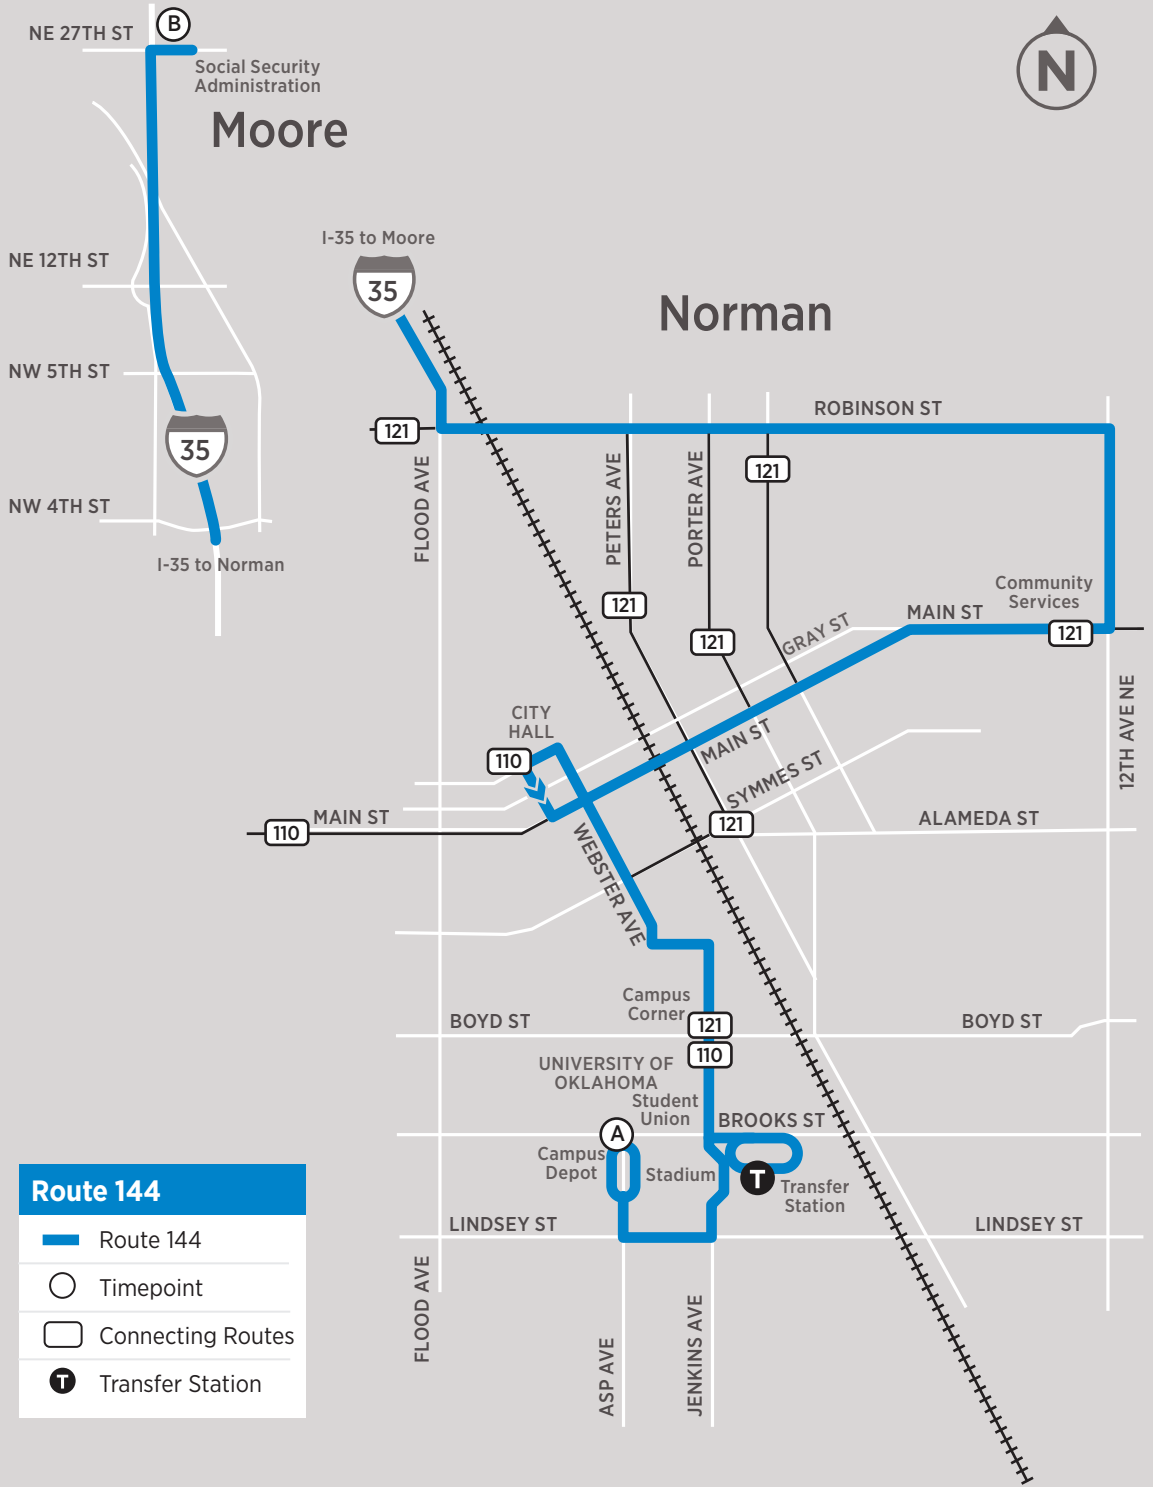 NE 27TH ST
B
Social Security
Administration
Moore
N
NE 12TH ST
I-35 to Moore
35
Norman
NW 5TH ST
35
NW 4TH ST
I-35 to Norman
ROBINSON ST
121
FLOOD AVE
PETERS AVE
PORTER AVE
121
121
121
GRAY ST
Community
Services
MAIN ST
121
12TH AVE NE
CITY
HALL
110
MAIN ST
SYMMES ST
MAIN ST
110
121
ALAMEDA ST
WEBSTER AVE
Campus
Corner
BOYD ST
121
BOYD ST
110
UNIVERSITY OF
OKLAHOMA
Student
Union
BROOKS ST
A
Campus
Depot
Stadium
T
Transfer
Station
LINDSEY ST
LINDSEY ST
FLOOD AVE
ASP AVE
JENKINS AVE
Route 144
Route 144
Timepoint
Connecting Routes
T
Transfer Station